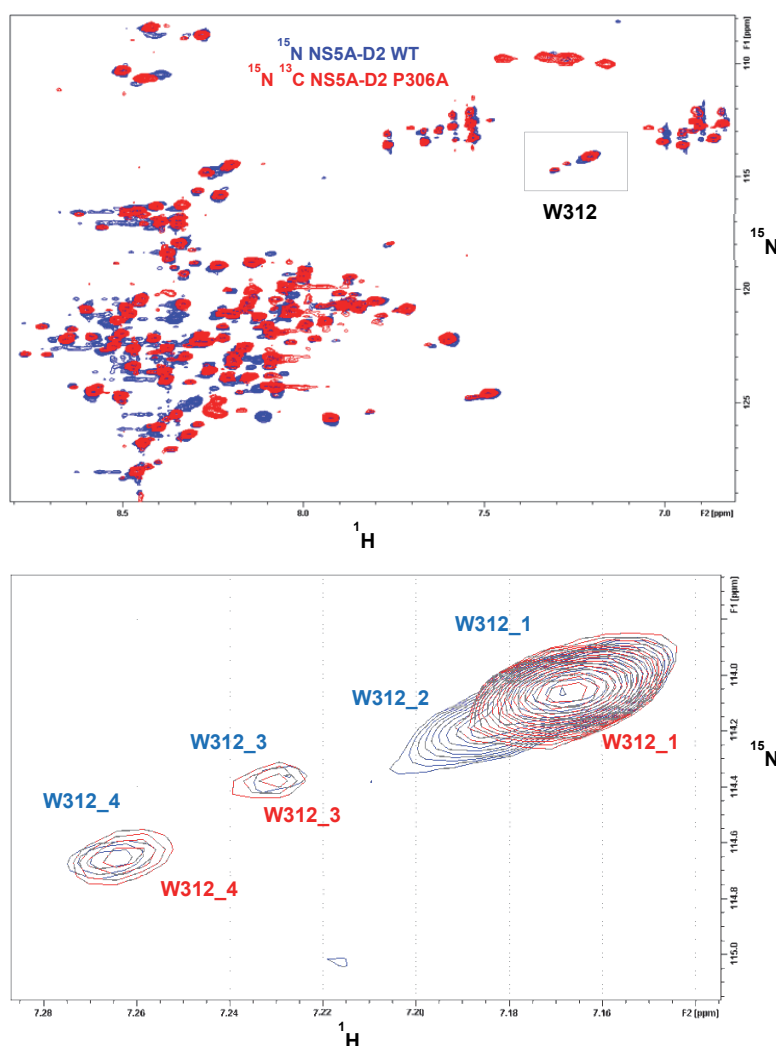 15N NS5A-D2 WT
15N 13C NS5A-D2 P306A
W312
F1 [ppm]
110
115
120
125
15N
8.5
8.0
7.5
7.0
F2 [ppm]
1H
W312_1
W312_2
W312_3
W312_4
W312_1
W312_3
W312_4
F1 [ppm]
114.0
114.2
114.4
114.6
114.8
115.0
15N
7.28
7.26
7.24
7.22
7.20
7.18
7.16
F2 [ppm]
1H